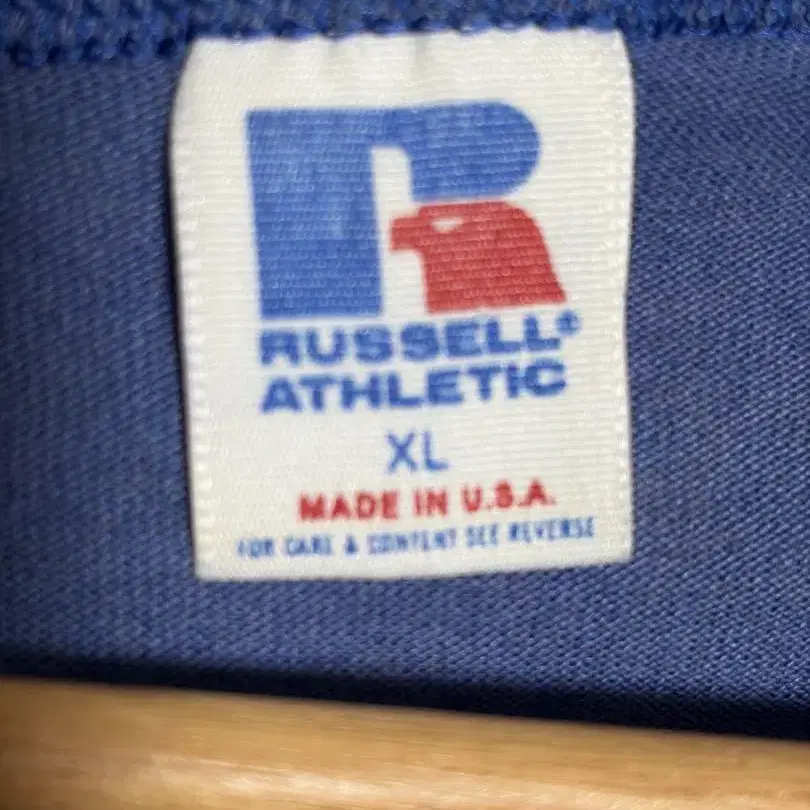 RUSSELL®
ATHLETIC
XL
MADE IN U.S.A.
FOR CARE & CONTENT SEE REVERSE